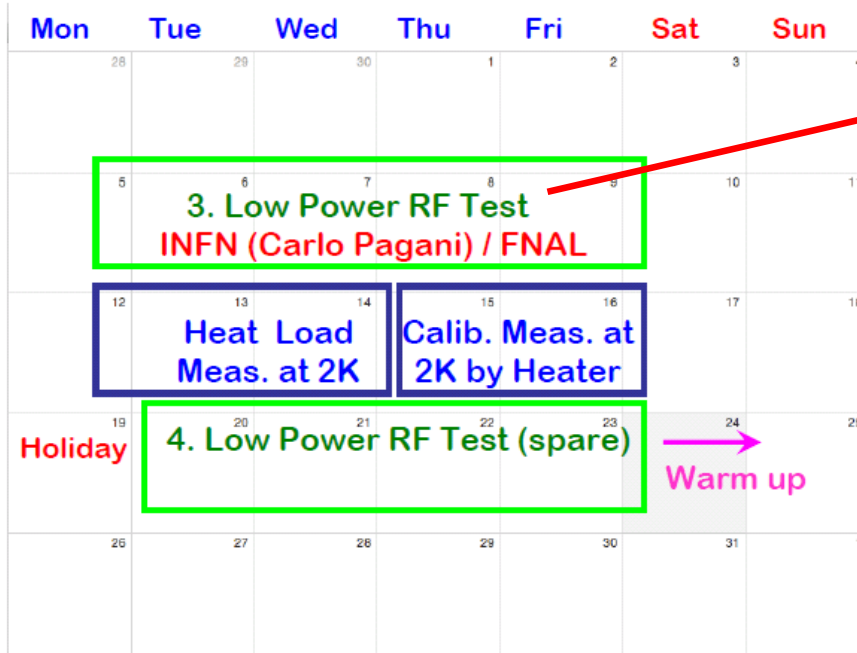 Mon Tue Wed Thu Fri Sat Sun
28 29 30 1 2 3
5 6 7 8 9 10
3. Low Power RF Test
INFN (Carlo Pagani) / FNAL
12 13 14 15 16 17
Heat Load
Meas. at 2K
Calib. Meas. at
2K by Heater
19 20 21 22 23 24
Holiday
4. Low Power RF Test (spare)
Warm up
26 27 28 29 30 31